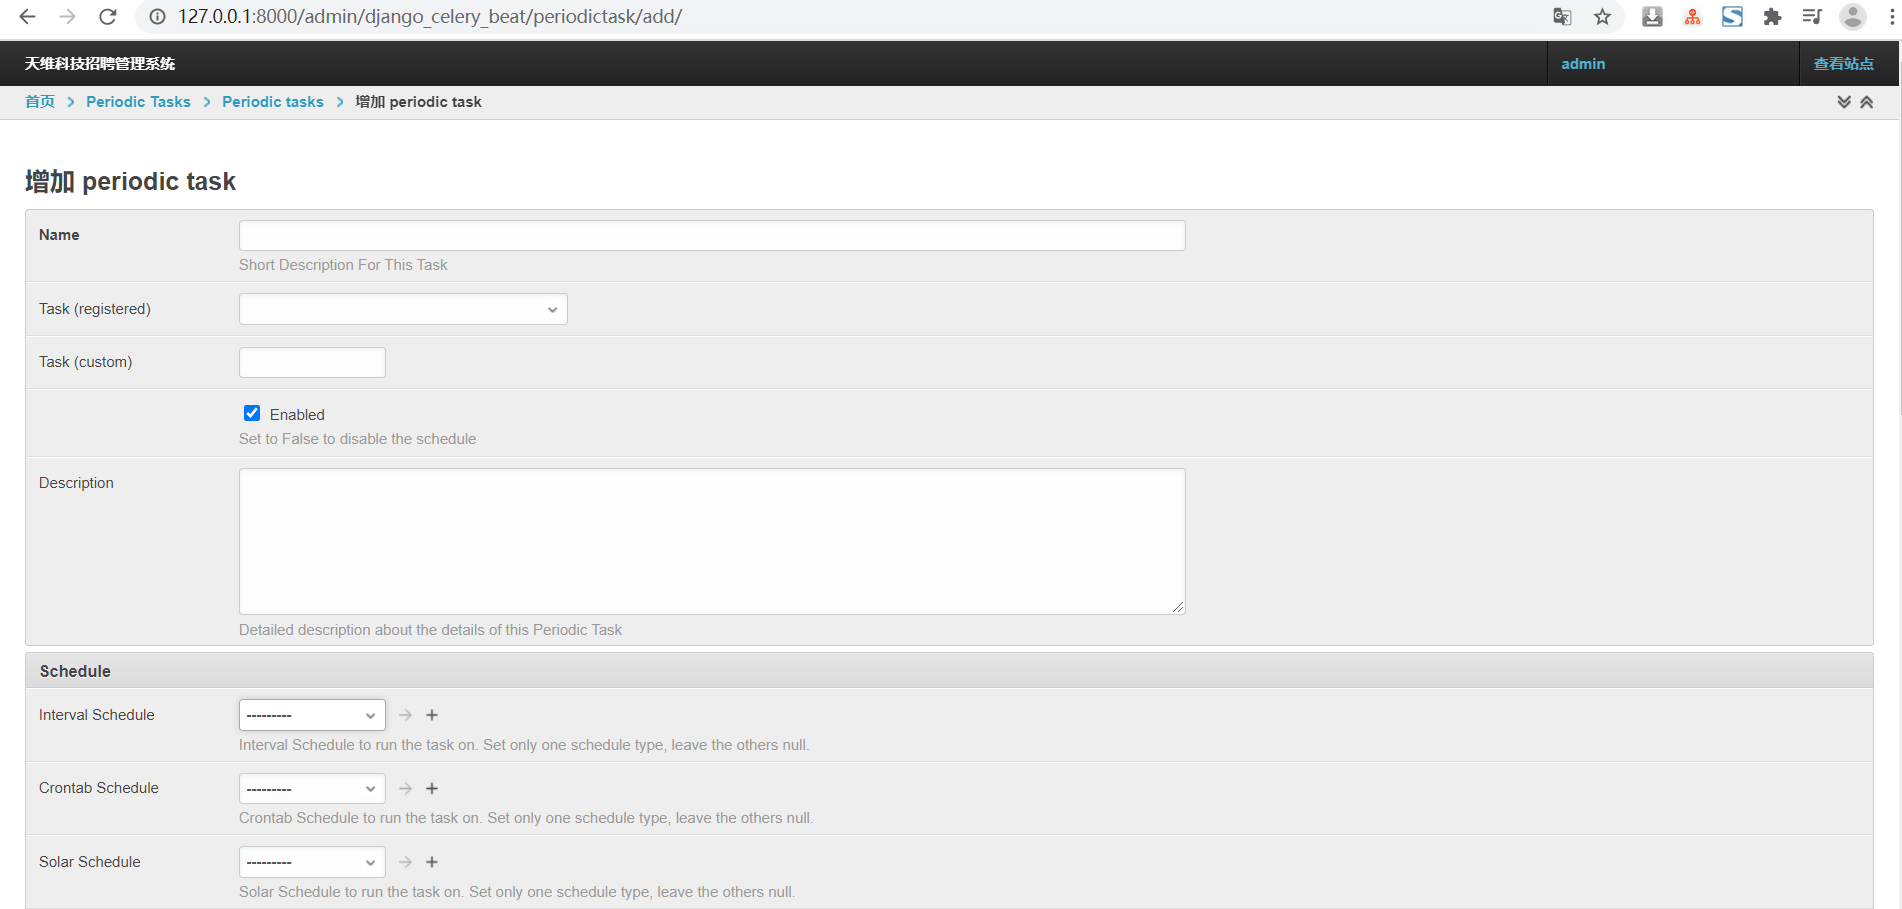 127.0.0.1:8000/admin/django_celery_beat/periodictask/add/
天维科技招聘管理系统
admin
查看站点
首页 > Periodic Tasks > Periodic tasks > 增加 periodic task
增加 periodic task
Name
Short Description For This Task
Task (registered)
Task (custom)
Enabled
Set to False to disable the schedule
Description
Detailed description about the details of this Periodic Task
Schedule
Interval Schedule
---------
Interval Schedule to run the task on. Set only one schedule type, leave the others null.
Crontab Schedule
---------
Crontab Schedule to run the task on. Set only one schedule type, leave the others null.
Solar Schedule
---------
Solar Schedule to run the task on. Set only one schedule type, leave the others null.